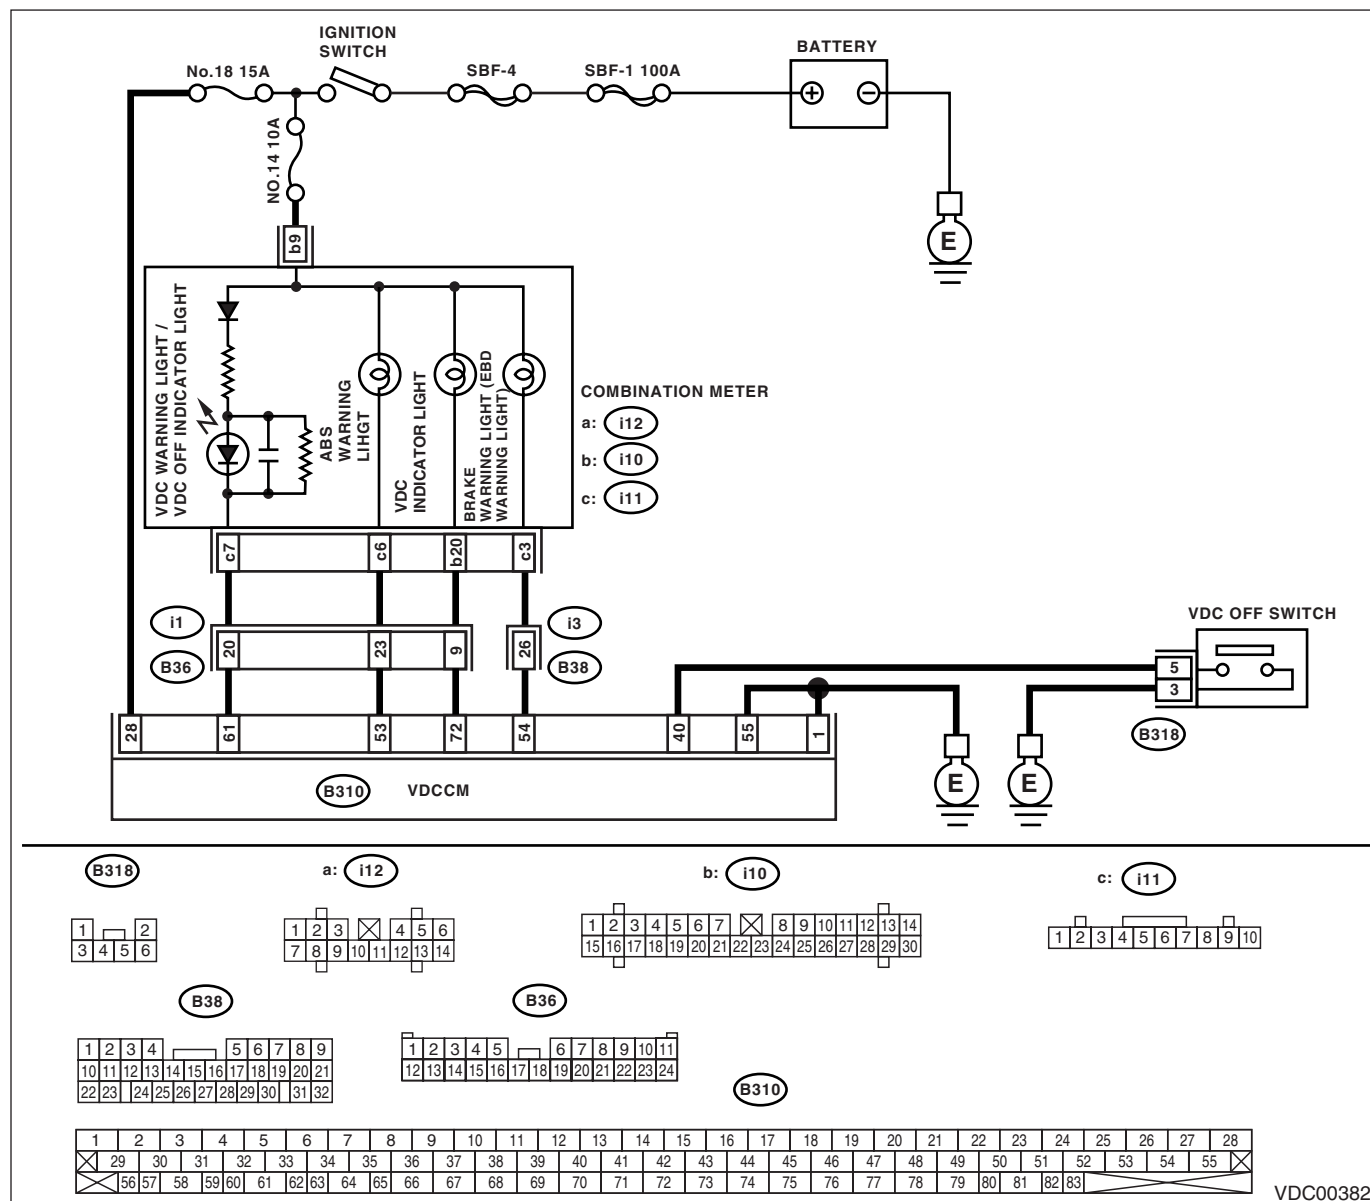 IGNITION
SWITCH
BATTERY
No.18 15A
SBF-4
SBF-1 100A
NO.14 10A
b9
E
VDC WARNING LIGHT /
VDC OFF INDICATOR LIGHT
ABS
WARNING
LIHGT
VDC
INDICATOR LIGHT
BRAKE
WARNING LIGHT (EBD
WARNING LIGHT)
COMBINATION METER
a: i12
b: i10
c: i11
c7 c6 b20 c3
i1 i3
20 23 9 26
B36 B38
VDC OFF SWITCH
5
3
B318
28 61 53 72 54 40 55 1
E E
B310 VDCCM
B318 a: i12 b: i10 c: i11
1 2
3 4 5 6
1 2 3 4 5 6
7 8 9 10 11 12 13 14
1 2 3 4 5 6 7 8 9 10 11 12 13 14
15 16 17 18 19 20 21 22 23 24 25 26 27 28 29 30
1 2 3 4 5 6 7 8 9 10
B38 B36
1 2 3 4 5 6 7 8 9
10 11 12 13 14 15 16 17 18 19 20 21
22 23 24 25 26 27 28 29 30 31 32
1 2 3 4 5 6 7 8 9 10 11
12 13 14 15 16 17 18 19 20 21 22 23 24
B310
1 2 3 4 5 6 7 8 9 10 11 12 13 14 15 16 17 18 19 20 21 22 23 24 25 26 27 28
29 30 31 32 33 34 35 36 37 38 39 40 41 42 43 44 45 46 47 48 49 50 51 52 53 54 55
56 57 58 59 60 61 62 63 64 65 66 67 68 69 70 71 72 73 74 75 76 77 78 79 80 81 82 83
VDC00382